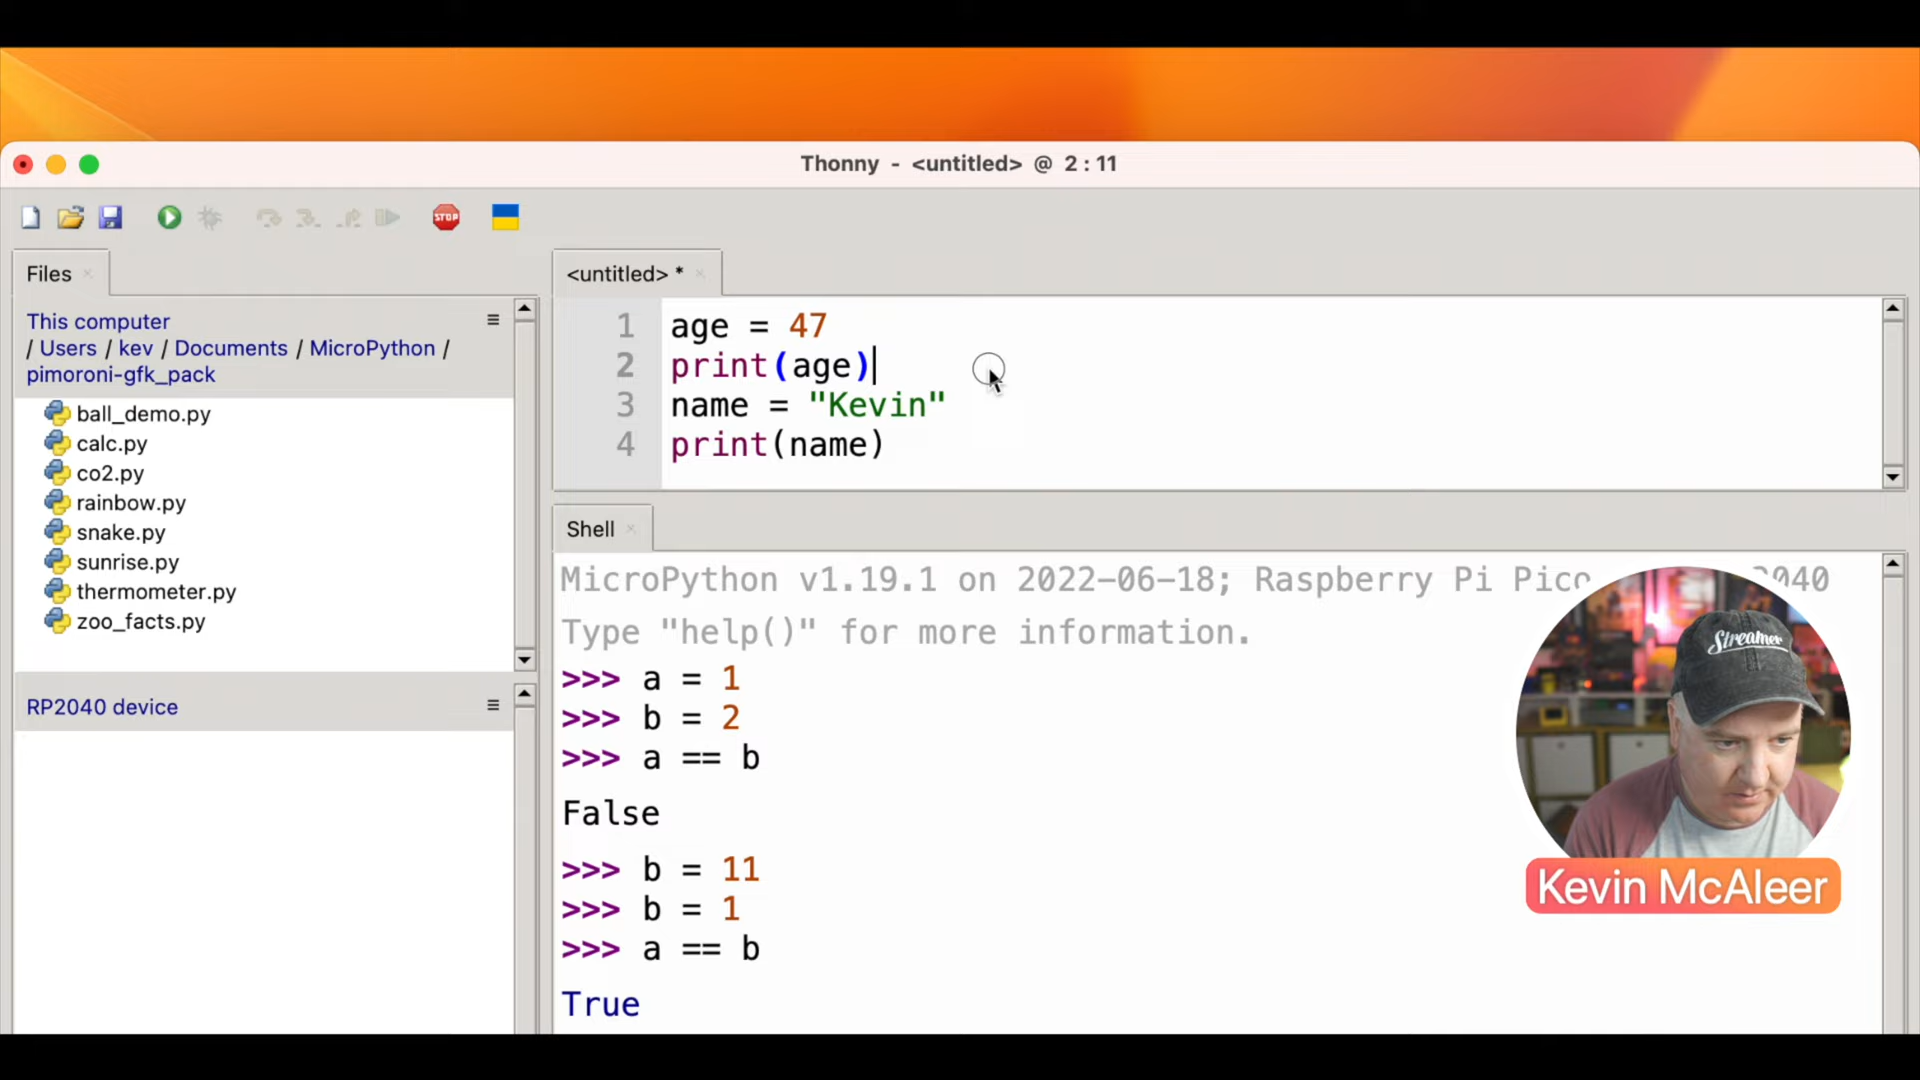 Thonny - <untitled> @ 2 : 11
STOP
Files
<untitled> *
This computer
/ Users / kev / Documents / MicroPython /
pimoroni-gfk_pack
ball_demo.py
calc.py
co2.py
rainbow.py
snake.py
sunrise.py
thermometer.py
zoo_facts.py
RP2040 device
1 age = 47
2 print(age)
3 name = "Kevin"
4 print(name)
Shell
MicroPython v1.19.1 on 2022-06-18; Raspberry Pi Pico 2040
Type "help()" for more information.
>>> a = 1
>>> b = 2
>>> a == b
False
>>> b = 11
>>> b = 1
>>> a == b
True
Streamer
Kevin McAleer